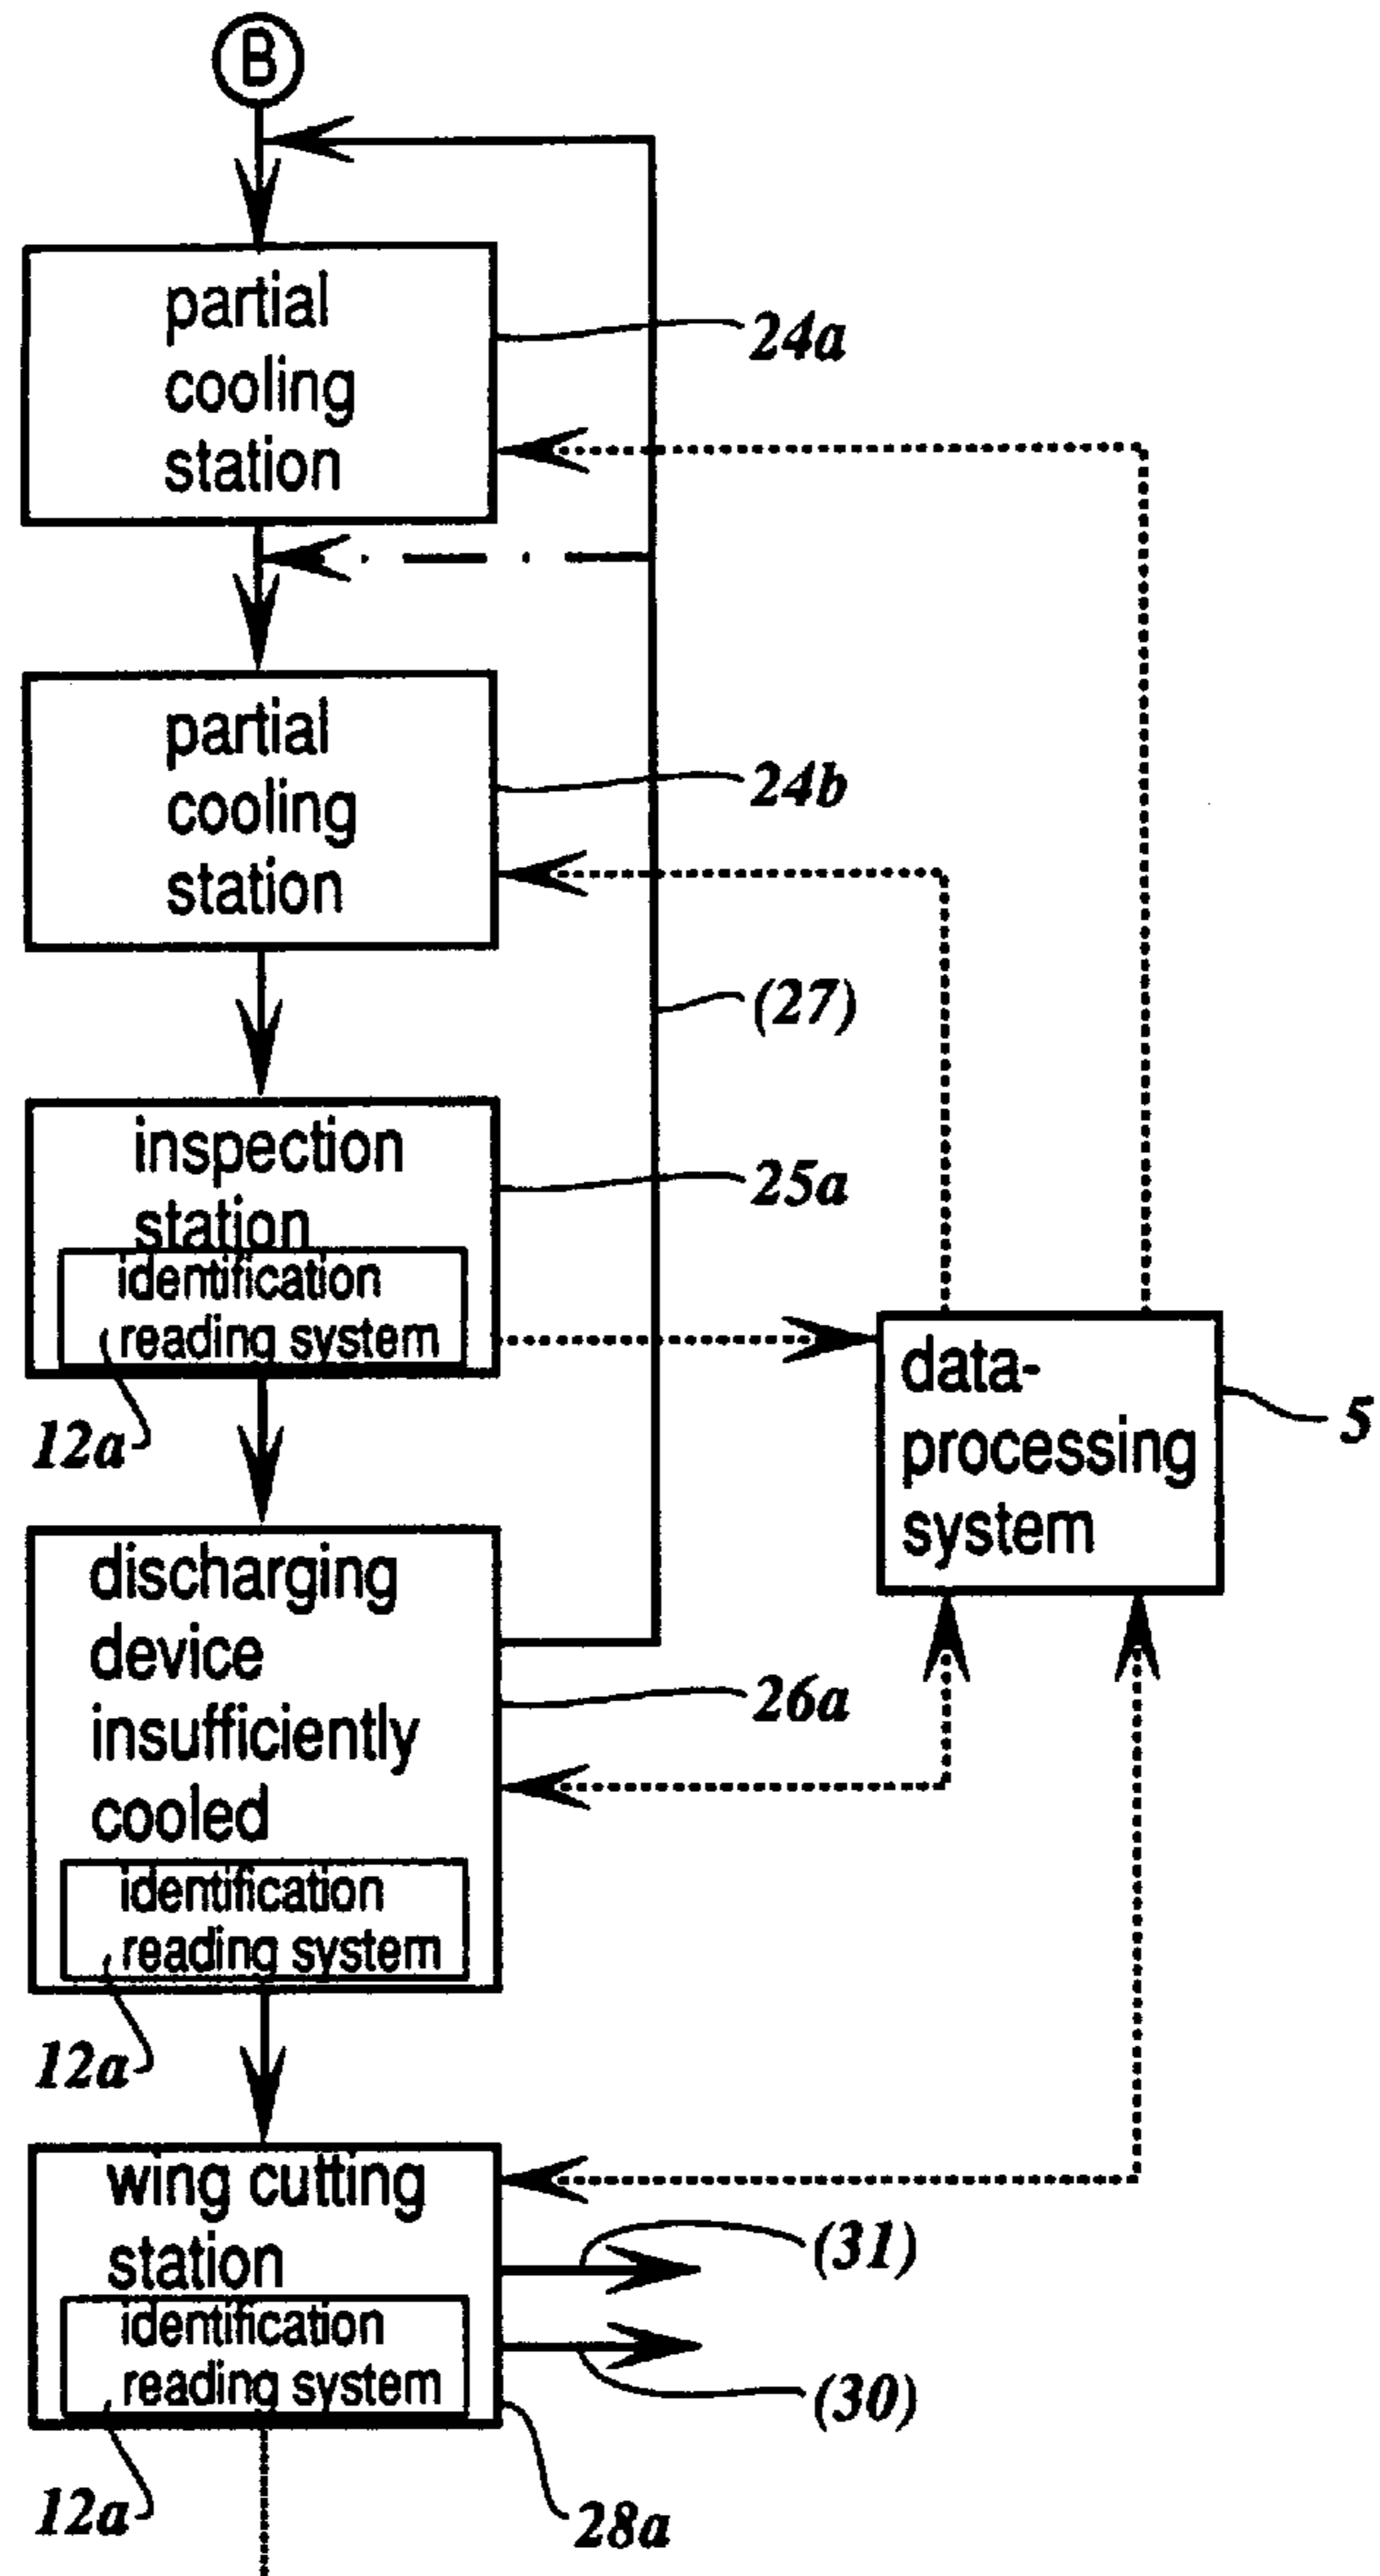 B
partial
cooling
station
24a
partial
cooling
station
24b
(27)
inspection
station
identification
reading system
25a
12a
data-
processing
system
5
discharging
device
insufficiently
cooled
identification
reading system
26a
12a
wing cutting
station
identification
reading system
(31)
(30)
12a
28a